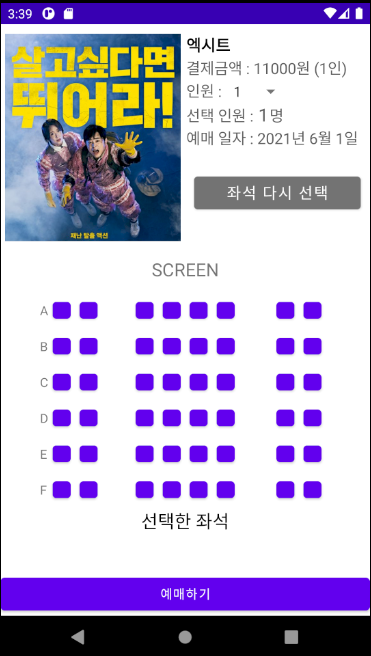 3:39
살고싶다면
뛰어라!
재난 탈출 액션
엑시트
결제금액 : 11000원 (1인)
인원 : 1
선택 인원 : 1명
예매 일자 : 2021년 6월 1일
좌석 다시 선택
SCREEN
A
B
C
D
E
F
선택한 좌석
예매하기